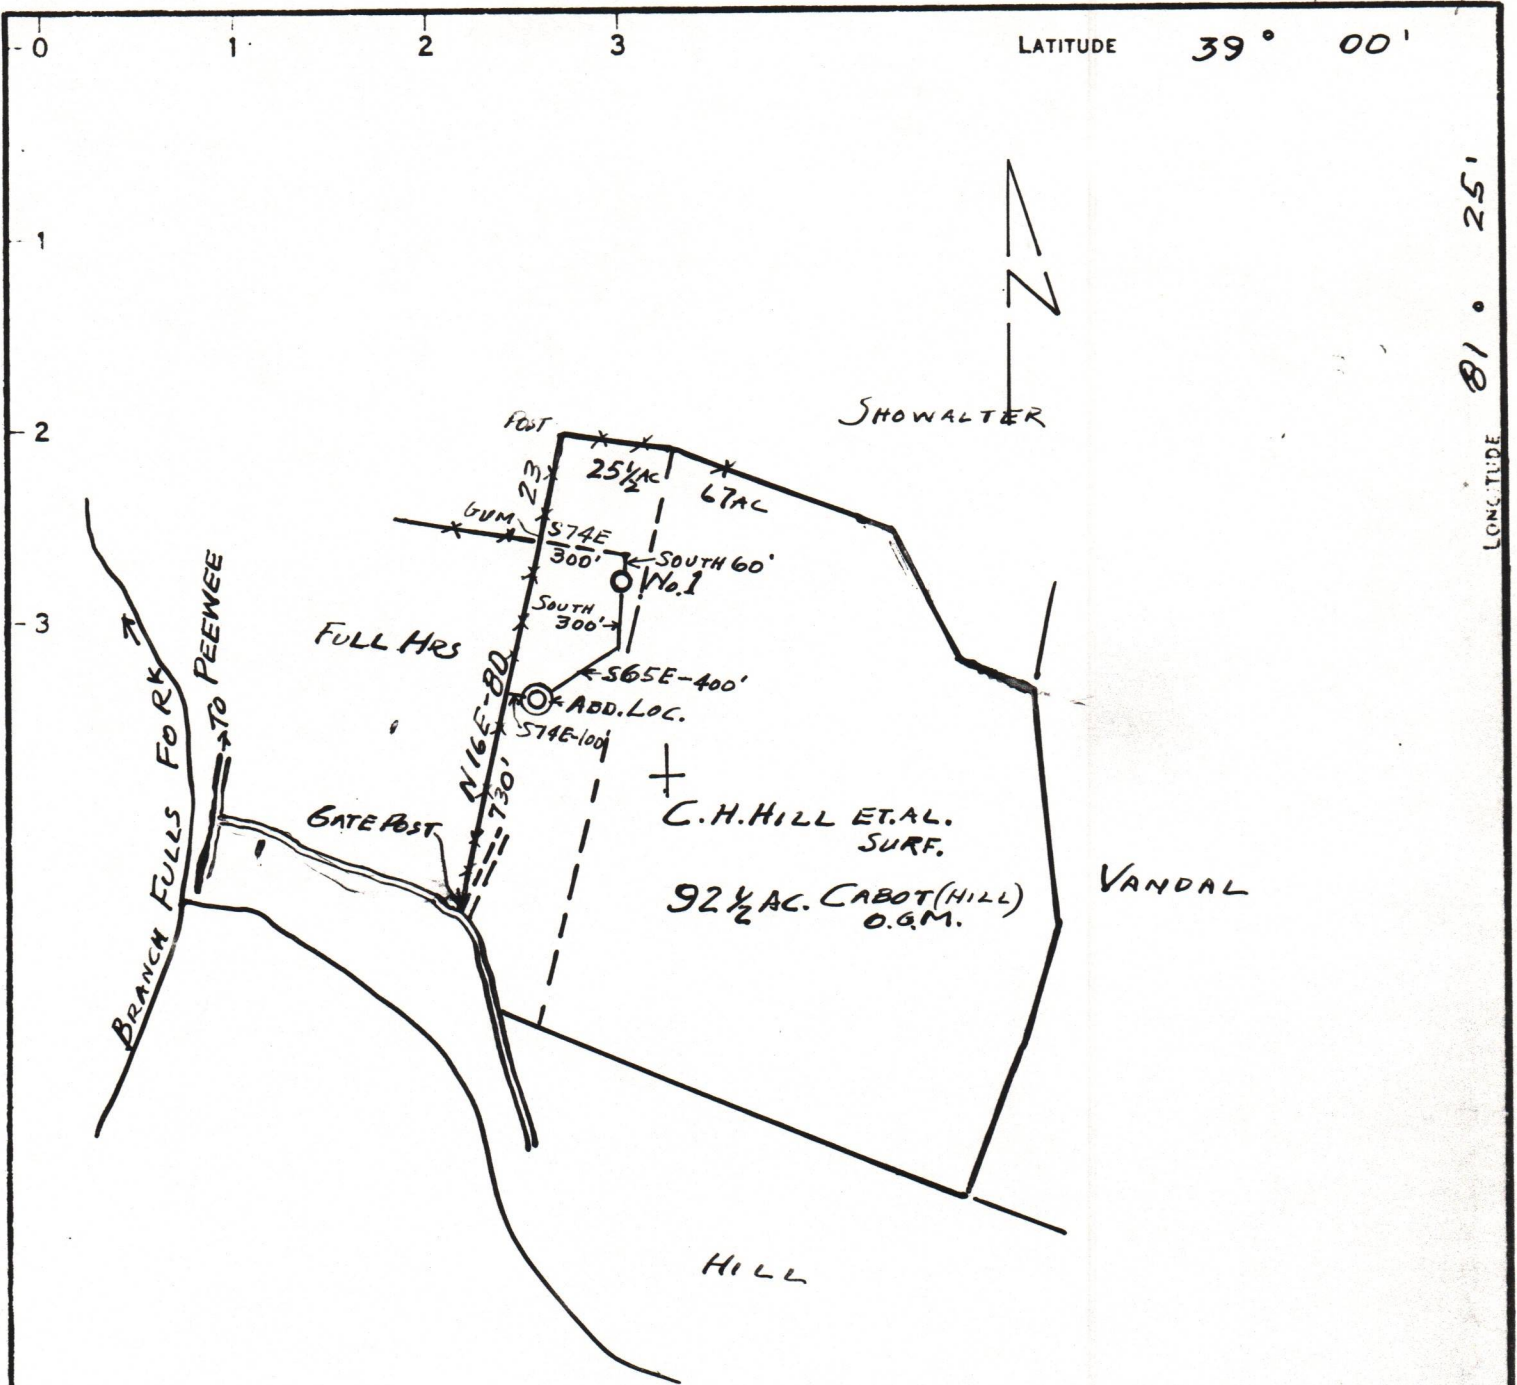 0 1 2 3 LATITUDE 39° 00'
1
2
3
LONGITUDE 81° 25'
SHOWALTER
POST
25½ AC
67 AC
23
GUM
S74E
300'
SOUTH 60'
No.1
SOUTH
300'
FULL HRS
S65E-400'
ABD. LOC.
S74E-100'
N16E-80
730'
TO PEEWEE
BRANCH FULLS FORK
GATE POST
C.H. HILL ET. AL.
SURF.
92½ AC. CABOT (HILL)
O.G.M.
VANDAL
HILL